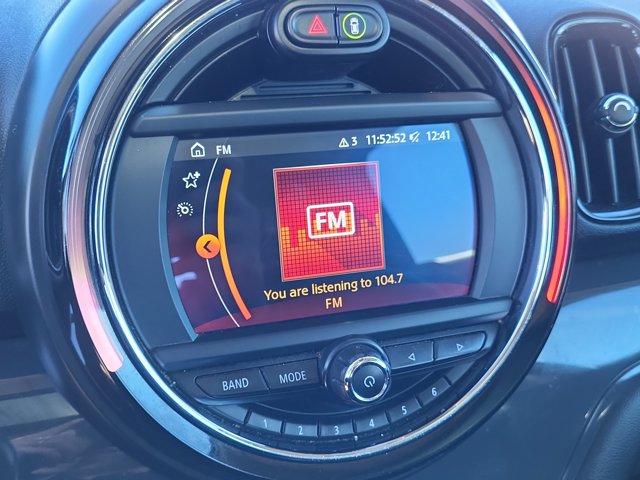 FM 3 11:52:52 12:41
FM
You are listening to 104.7
FM
BAND MODE
1 2 3 4 5 6